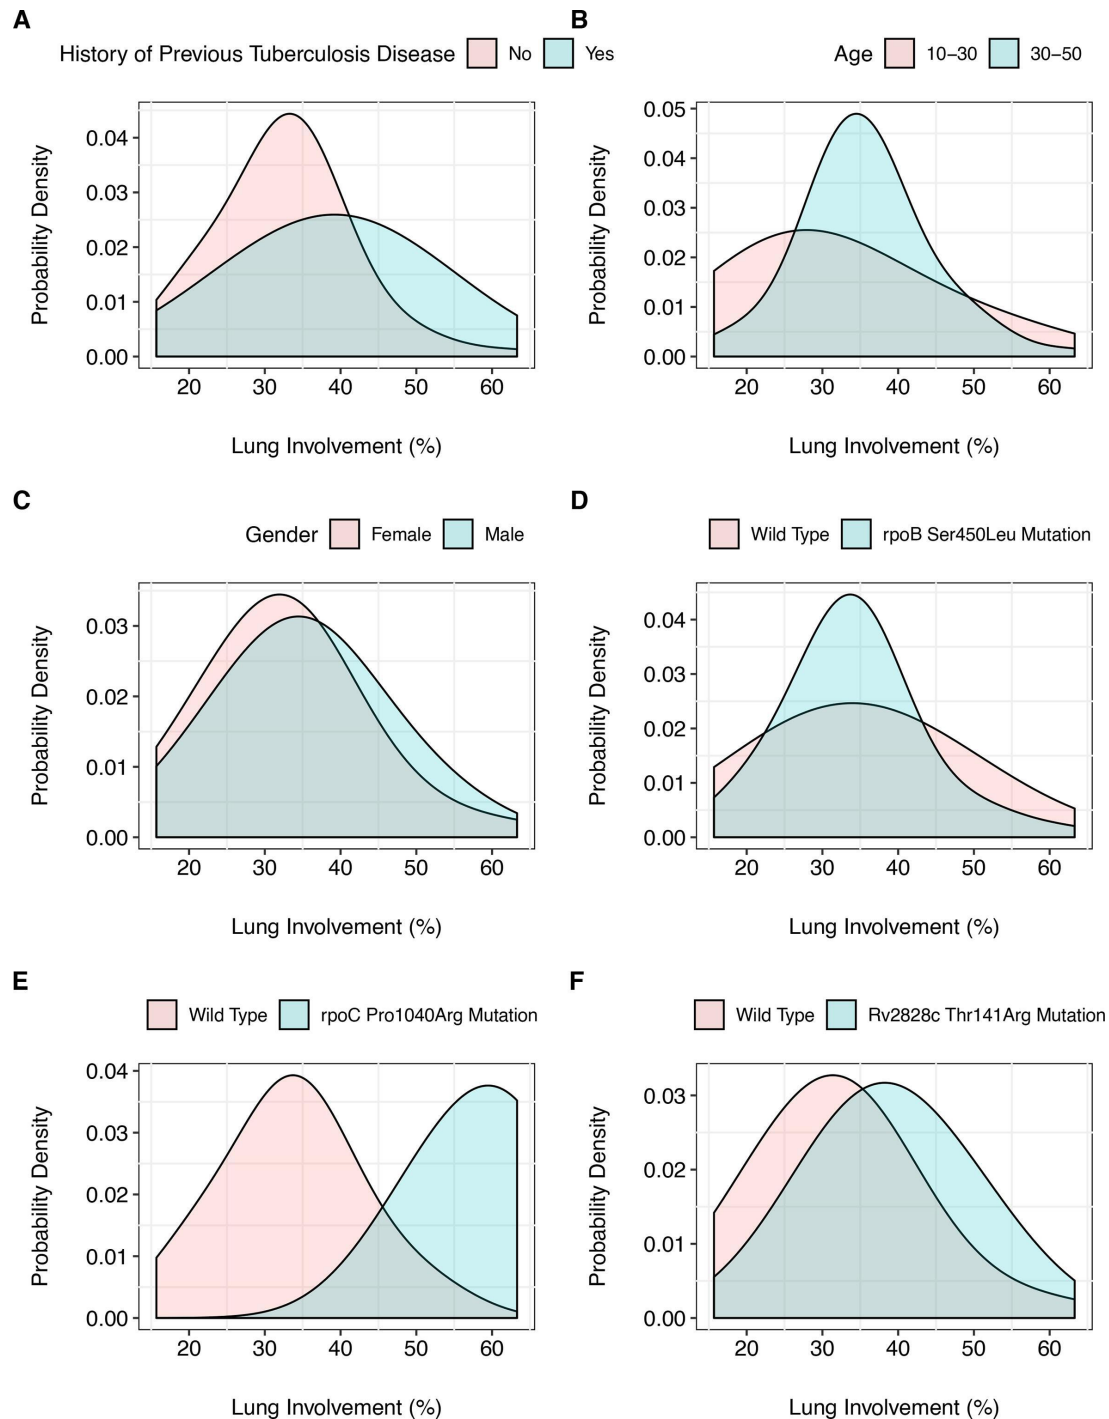 A
History of Previous Tuberculosis Disease No Yes
Probability Density
0.04
0.03
0.02
0.01
0.00
20 30 40 50 60
Lung Involvement (%)
B
Age 10–30 30–50
Probability Density
0.05
0.04
0.03
0.02
0.01
0.00
20 30 40 50 60
Lung Involvement (%)
C
Gender Female Male
Probability Density
0.03
0.02
0.01
0.00
20 30 40 50 60
Lung Involvement (%)
D
Wild Type rpoB Ser450Leu Mutation
Probability Density
0.04
0.03
0.02
0.01
0.00
20 30 40 50 60
Lung Involvement (%)
E
Wild Type rpoC Pro1040Arg Mutation
Probability Density
0.04
0.03
0.02
0.01
0.00
20 30 40 50 60
Lung Involvement (%)
F
Wild Type Rv2828c Thr141Arg Mutation
Probability Density
0.03
0.02
0.01
0.00
20 30 40 50 60
Lung Involvement (%)